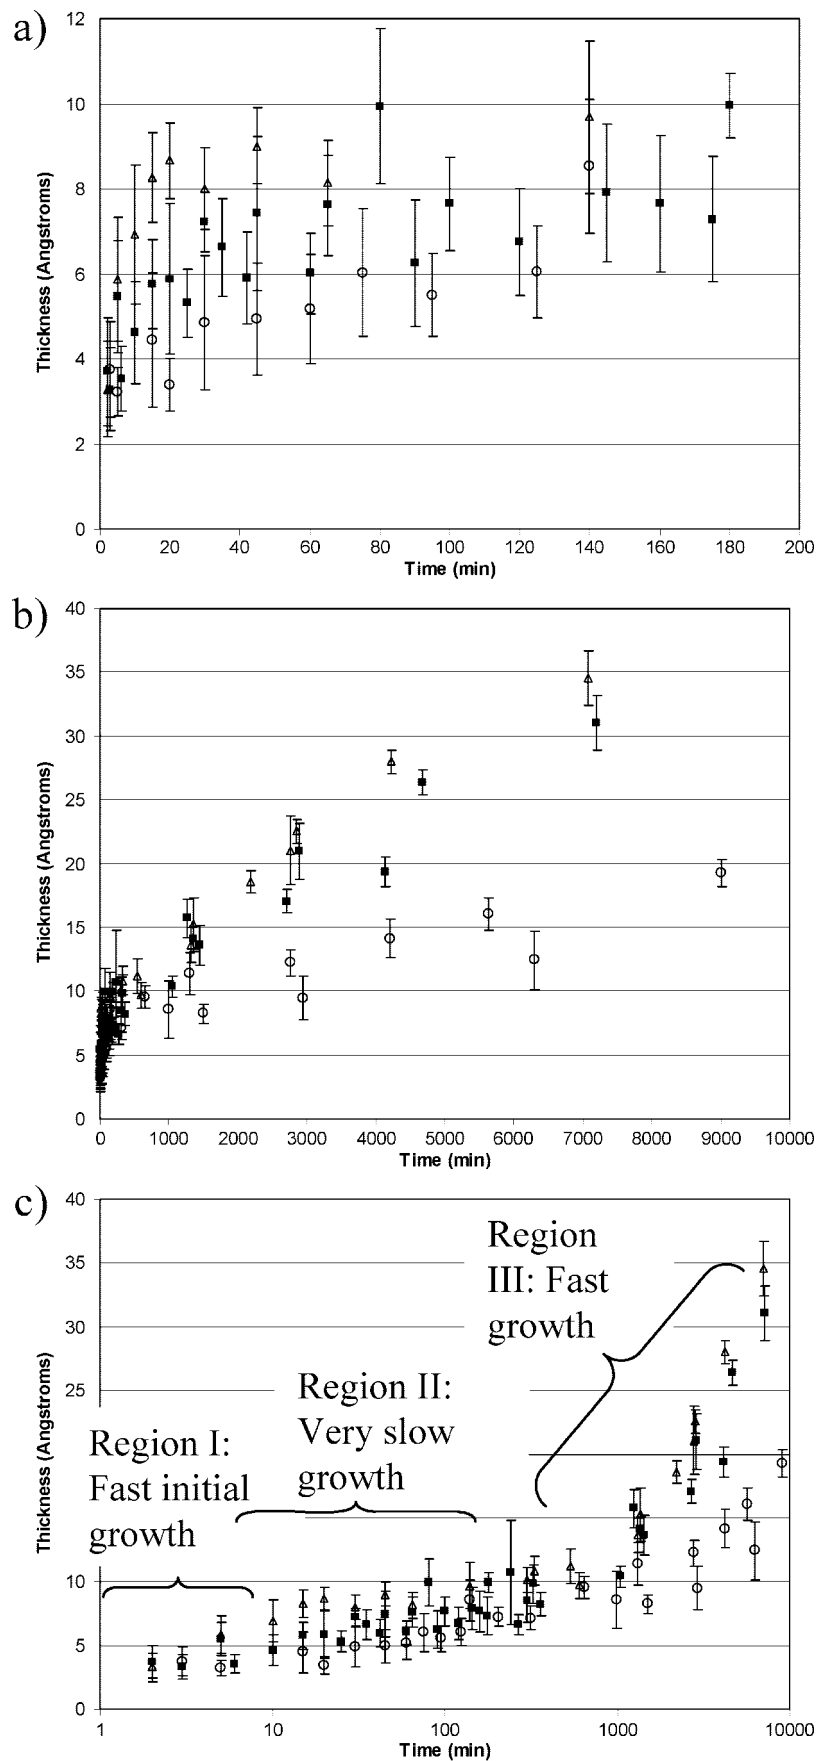 a)
12
10
8
6
4
2
0
Thickness (Angstroms)
0 20 40 60 80 100 120 140 160 180 200
Time (min)
b)
40
35
30
25
20
15
10
5
0
Thickness (Angstroms)
0 1000 2000 3000 4000 5000 6000 7000 8000 9000 10000
Time (min)
c)
40
35
30
25
10
5
0
Thickness (Angstroms)
Region
III: Fast
growth
Region II:
Very slow
growth
Region I:
Fast initial
growth
1 10 100 1000 10000
Time (min)